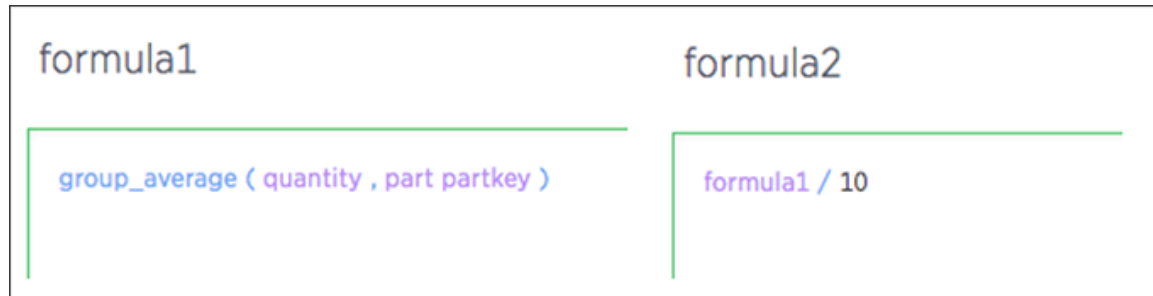 formula1
group_average ( quantity , part partkey )
formula2
formula1 / 10